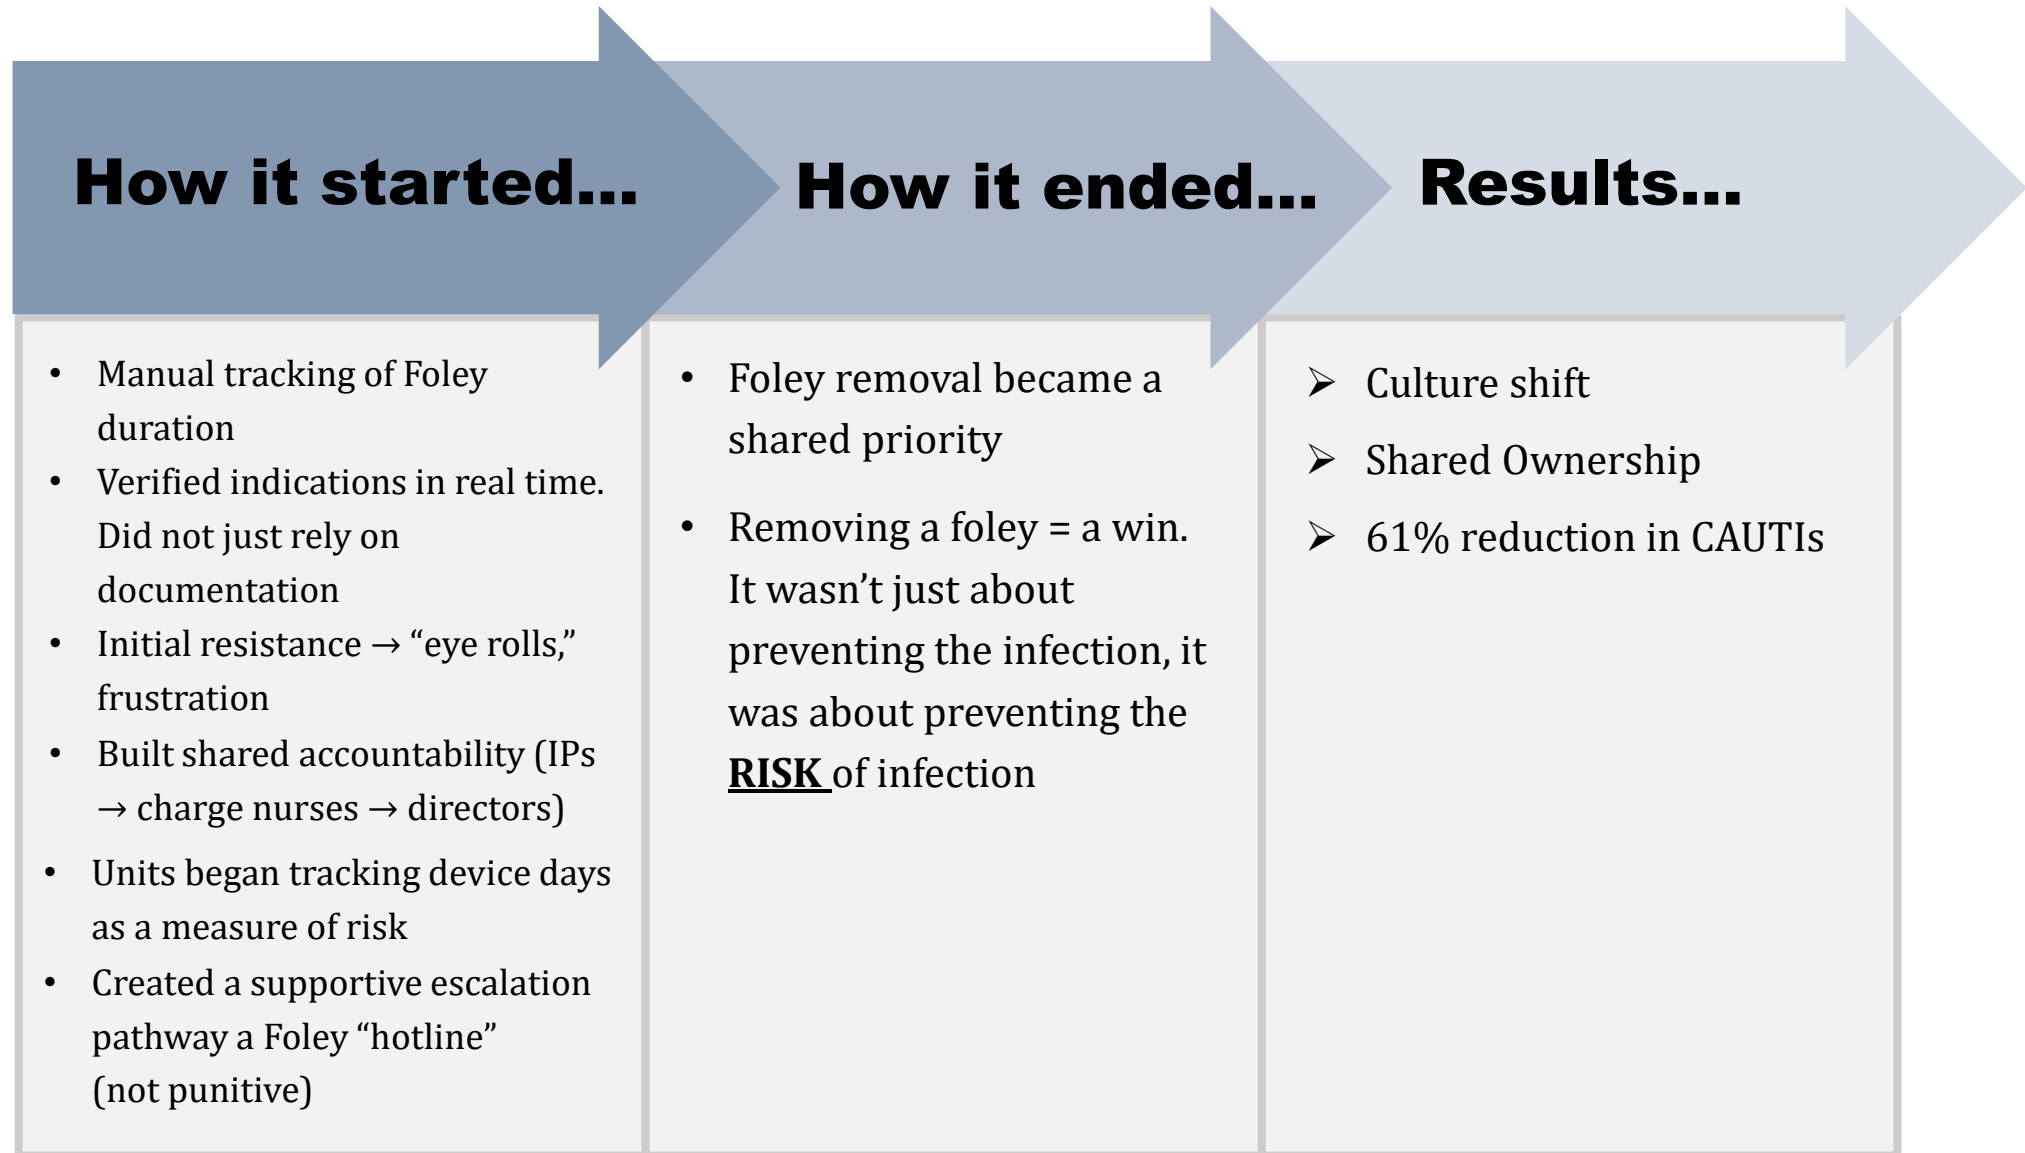 How it started...
How it ended...
Results...
• Manual tracking of Foley
duration
• Verified indications in real time.
Did not just rely on
documentation
• Initial resistance → “eye rolls,”
frustration
• Built shared accountability (IPs
→ charge nurses → directors)
• Units began tracking device days
as a measure of risk
• Created a supportive escalation
pathway a Foley “hotline”
(not punitive)
• Foley removal became a
shared priority
• Removing a foley = a win.
It wasn’t just about
preventing the infection, it
was about preventing the
RISK of infection
➢ Culture shift
➢ Shared Ownership
➢ 61% reduction in CAUTIs